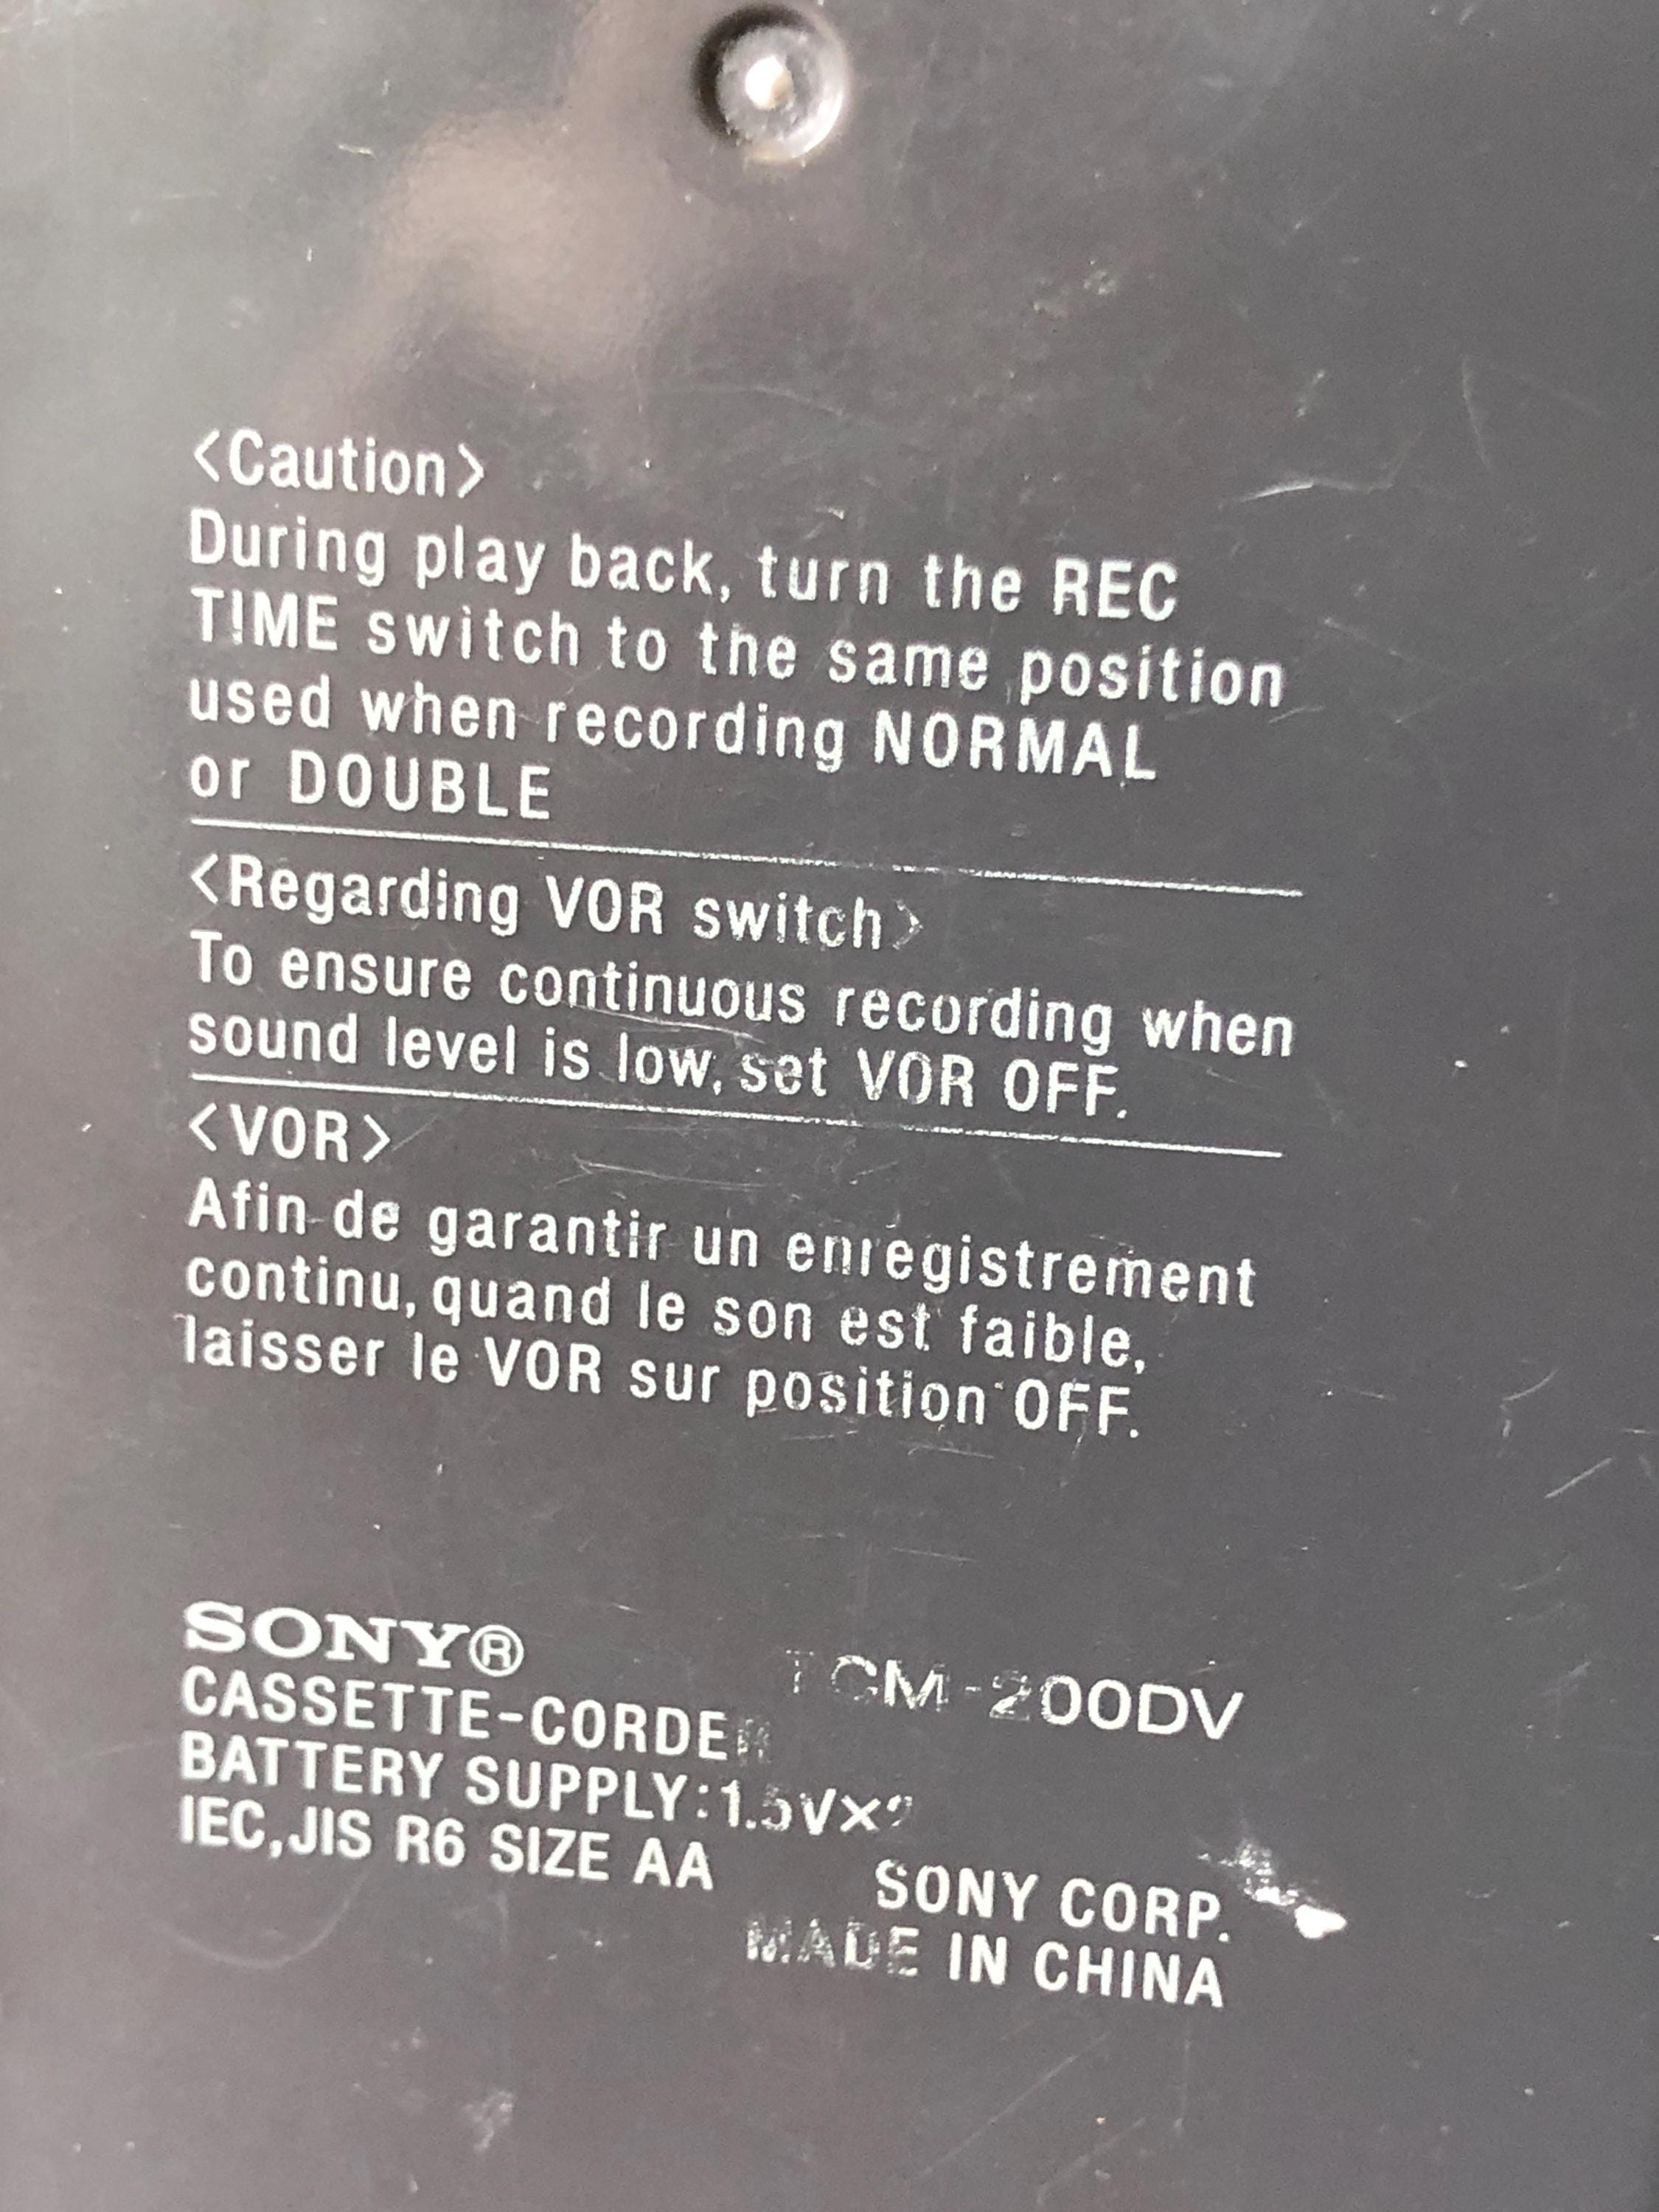 <Caution>
During play back, turn the REC
TIME switch to the same position
used when recording NORMAL
or DOUBLE
<Regarding VOR switch>
To ensure continuous recording when
sound level is low, set VOR OFF.
<VOR>
Afin de garantir un enregistrement
continu, quand le son est faible,
laisser le VOR sur position OFF.
SONY®
TCM-200DV
CASSETTE-CORDER
BATTERY SUPPLY:1.5V×2
IEC,JIS R6 SIZE AA
SONY CORP.
MADE IN CHINA